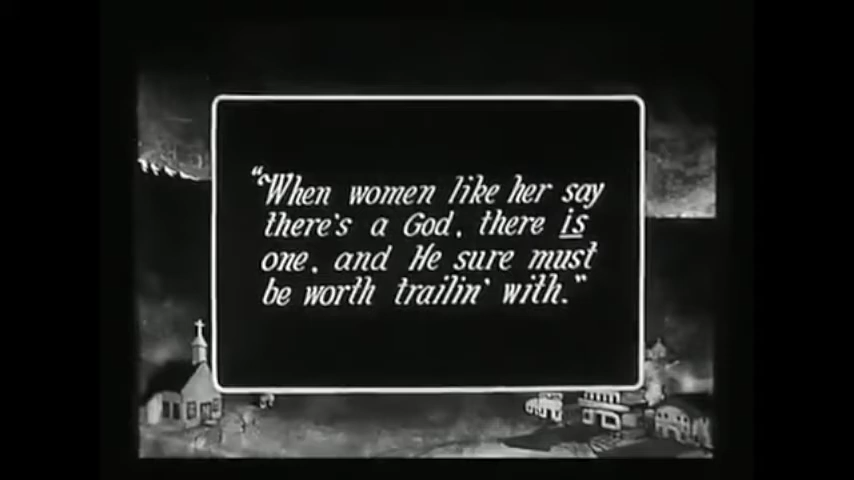 "When women like her say
there's a God, there is
one, and He sure must
be worth trailin' with."